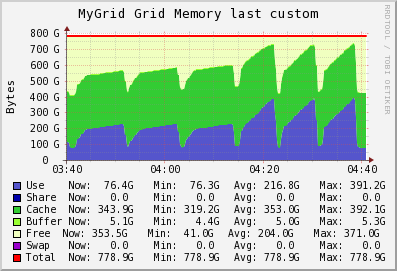 MyGrid Grid Memory last custom
RRDTOOL / TOBI OETIKER
Bytes
800 G
700 G
600 G
500 G
400 G
300 G
200 G
100 G
0
03:40 04:00 04:20 04:40
Use Now: 76.4G Min: 76.3G Avg: 216.8G Max: 391.2G
Share Now: 0.0 Min: 0.0 Avg: 0.0 Max: 0.0
Cache Now: 343.9G Min: 319.2G Avg: 353.0G Max: 392.1G
Buffer Now: 5.1G Min: 4.4G Avg: 5.0G Max: 5.3G
Free Now: 353.5G Min: 41.0G Avg: 204.0G Max: 371.0G
Swap Now: 0.0 Min: 0.0 Avg: 0.0 Max: 0.0
Total Now: 778.9G Min: 778.9G Avg: 778.9G Max: 778.9G